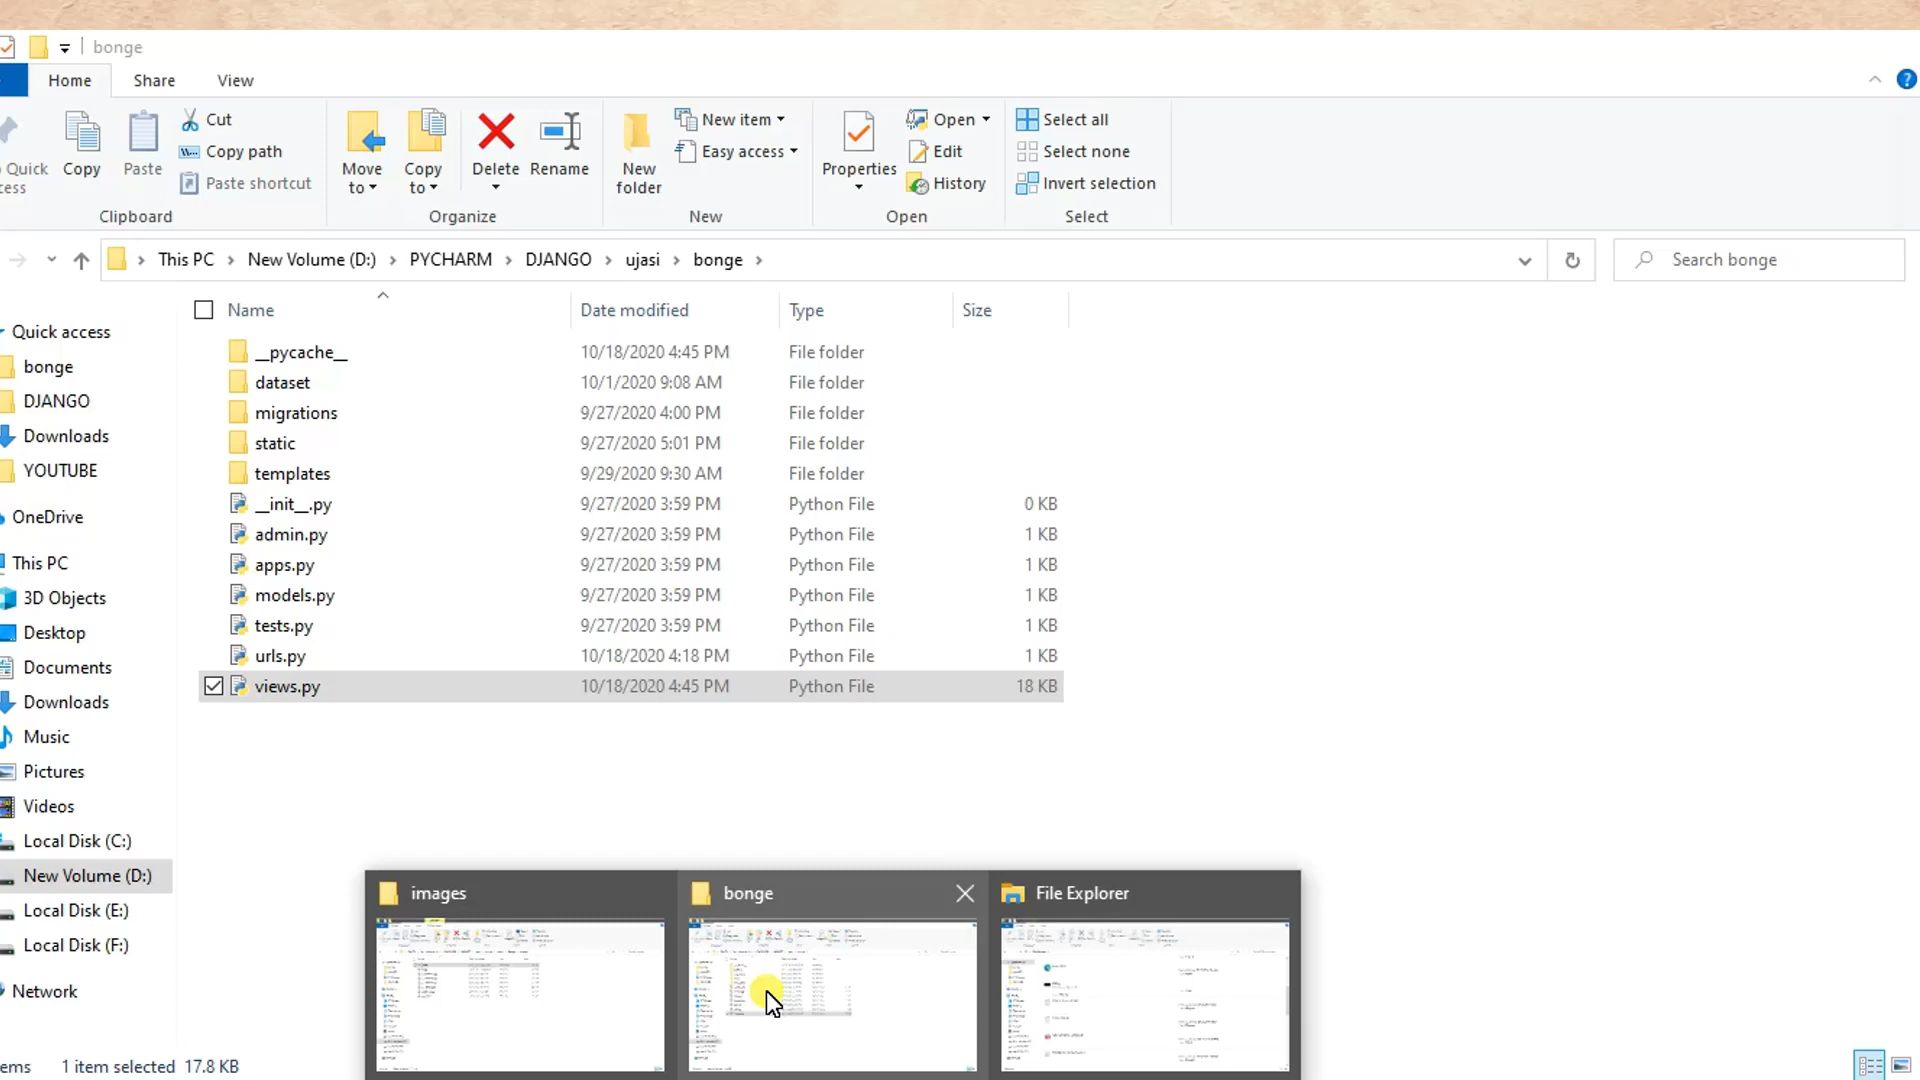 bonge
Home Share View
Quick
cess
Copy
Paste
Cut
Copy path
Paste shortcut
Clipboard
Move to
Copy to
Delete
Rename
Organize
New folder
New item
Easy access
New
Properties
Open
Edit
History
Open
Select all
Select none
Invert selection
Select
This PC > New Volume (D:) > PYCHARM > DJANGO > ujasi > bonge >
Search bonge
Name Date modified Type Size
__pycache__ 10/18/2020 4:45 PM File folder
dataset 10/1/2020 9:08 AM File folder
migrations 9/27/2020 4:00 PM File folder
static 9/27/2020 5:01 PM File folder
templates 9/29/2020 9:30 AM File folder
__init__.py 9/27/2020 3:59 PM Python File 0 KB
admin.py 9/27/2020 3:59 PM Python File 1 KB
apps.py 9/27/2020 3:59 PM Python File 1 KB
models.py 9/27/2020 3:59 PM Python File 1 KB
tests.py 9/27/2020 3:59 PM Python File 1 KB
urls.py 10/18/2020 4:18 PM Python File 1 KB
views.py 10/18/2020 4:45 PM Python File 18 KB
Quick access
bonge
DJANGO
Downloads
YOUTUBE
OneDrive
This PC
3D Objects
Desktop
Documents
Downloads
Music
Pictures
Videos
Local Disk (C:)
New Volume (D:)
Local Disk (E:)
Local Disk (F:)
Network
images
bonge
File Explorer
ems 1 item selected 17.8 KB